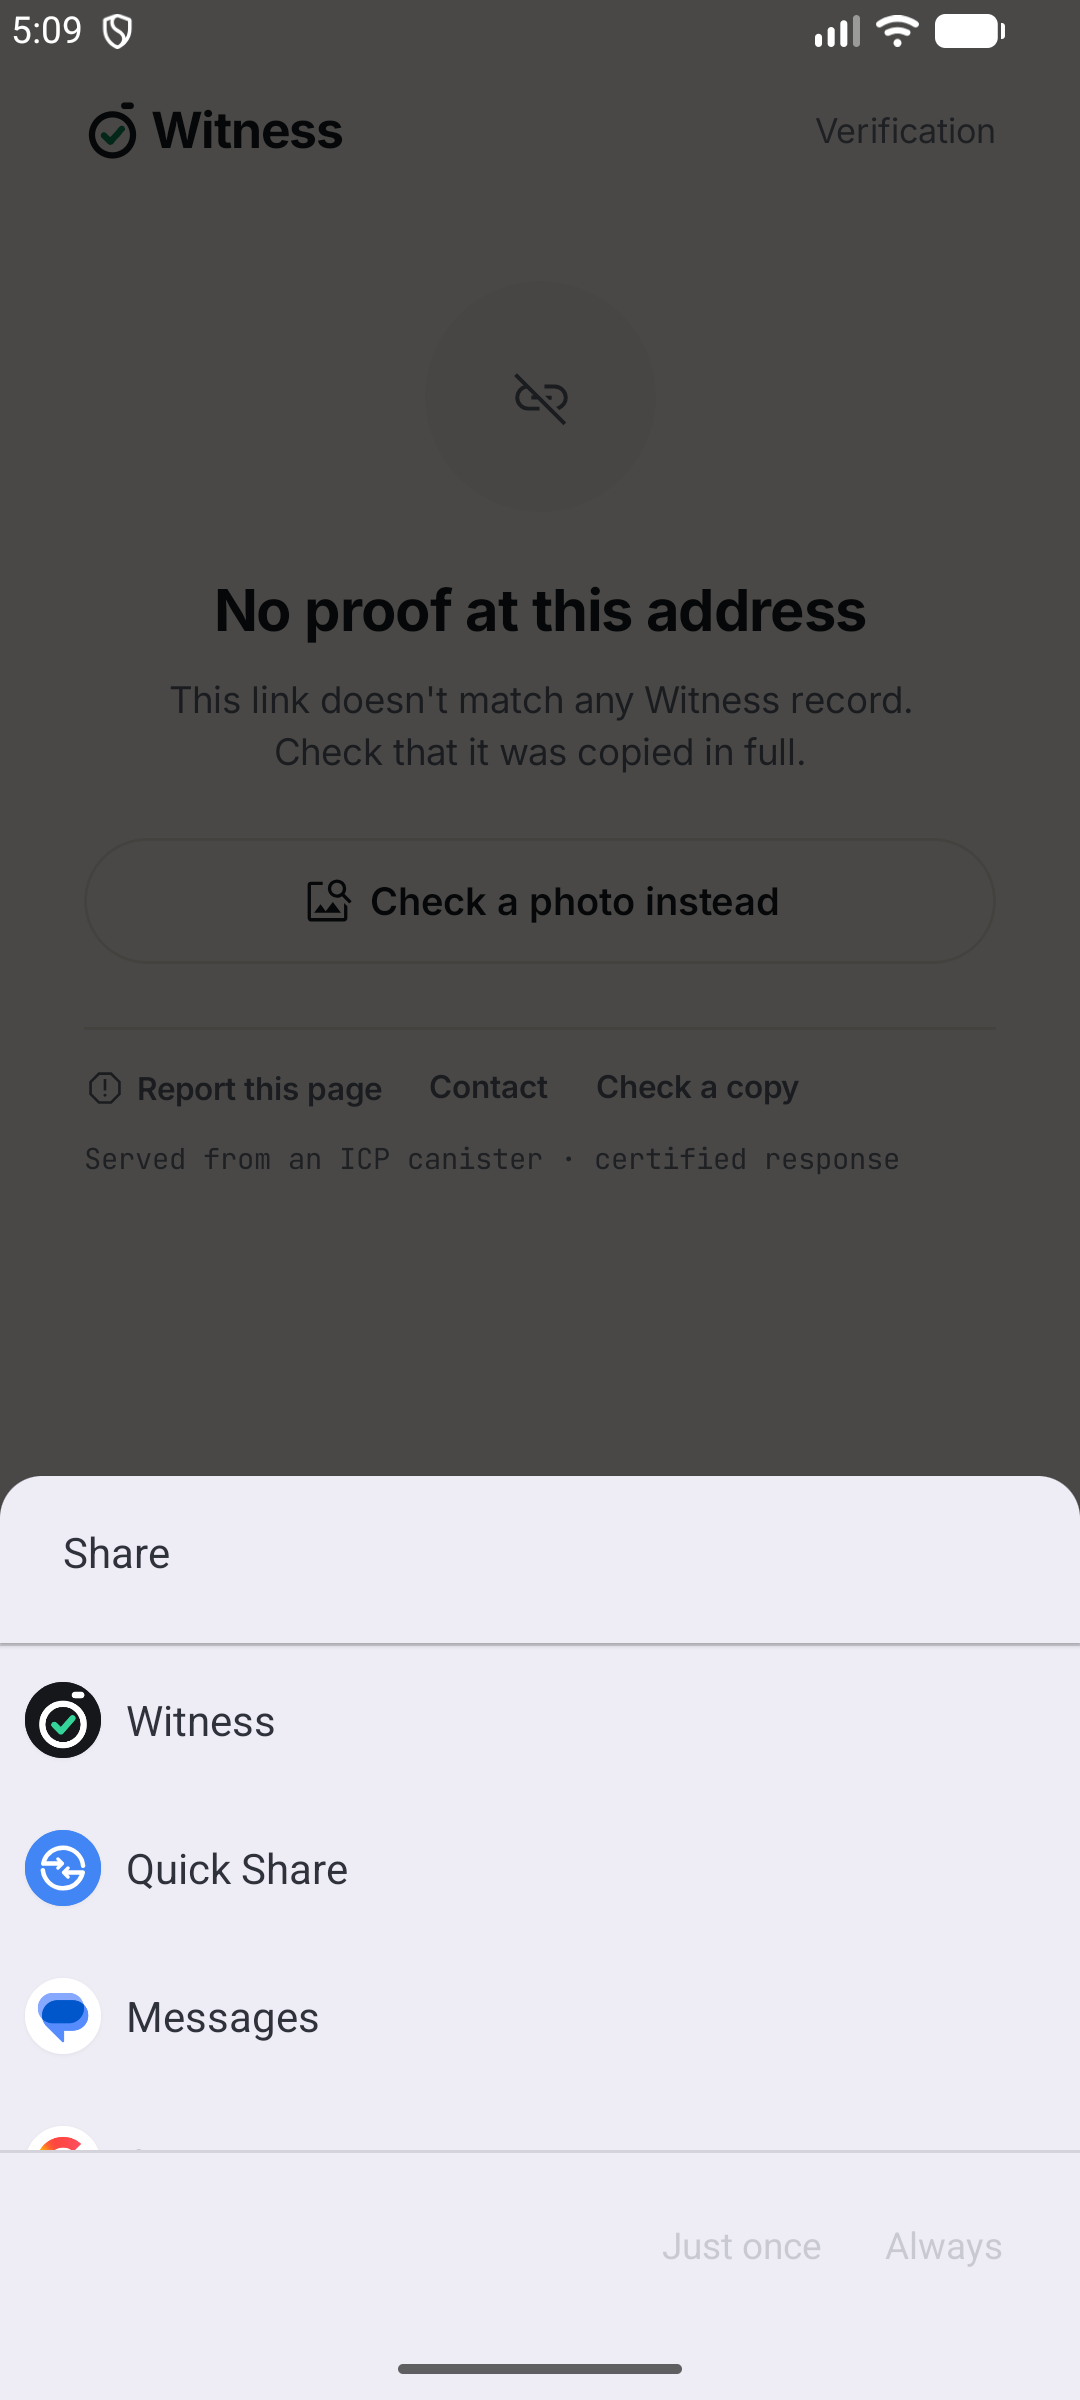 5:09
Witness
Verification
No proof at this address
This link doesn't match any Witness record.
Check that it was copied in full.
Check a photo instead
Report this page
Contact
Check a copy
Served from an ICP canister · certified response
Share
Witness
Quick Share
Messages
Just once
Always